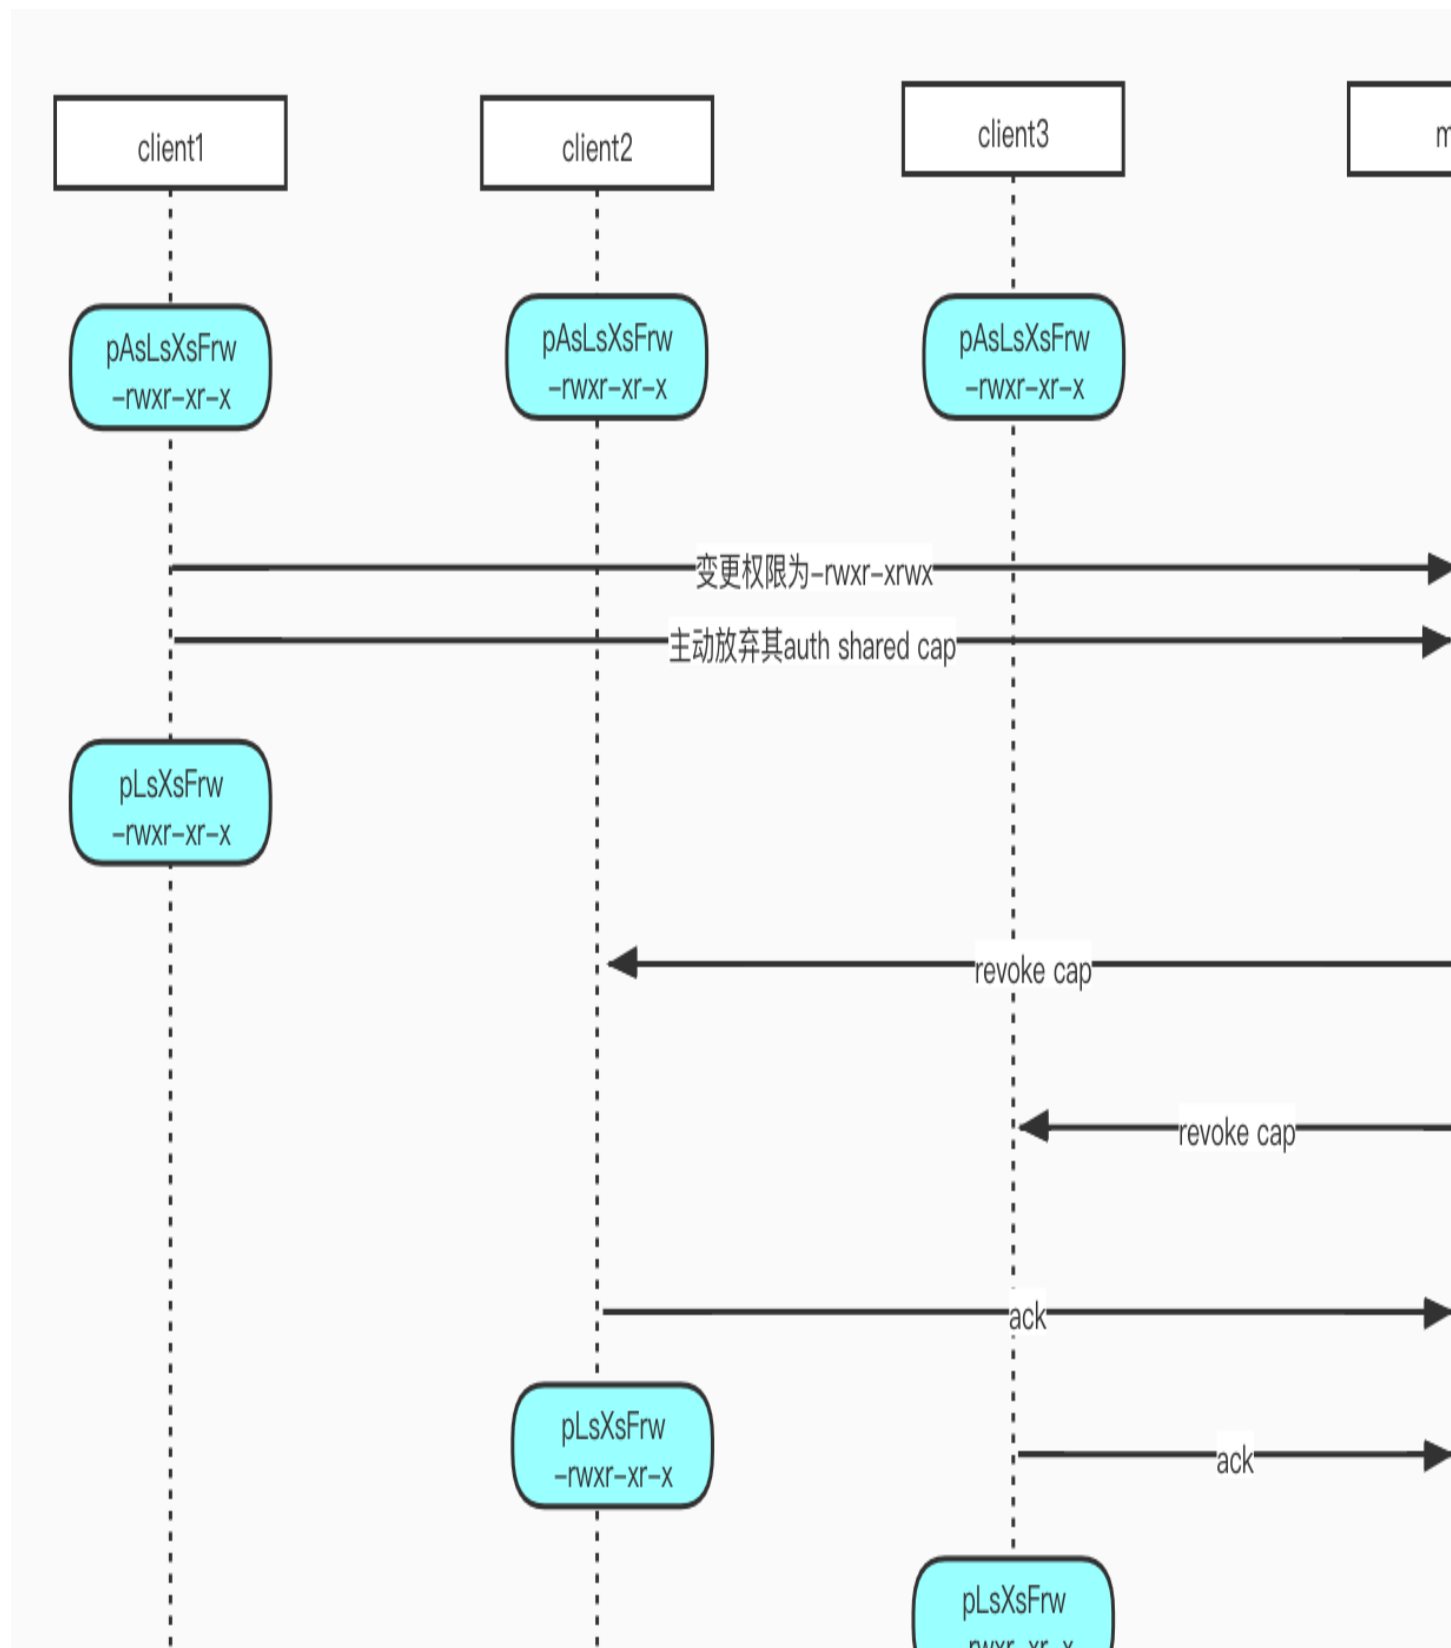 client1
client2
client3
m
pAsLsXsFrw
-rwxr-xr-x
pAsLsXsFrw
-rwxr-xr-x
pAsLsXsFrw
-rwxr-xr-x
变更权限为-rwxr-xrwx
主动放弃其auth shared cap
pLsXsFrw
-rwxr-xr-x
revoke cap
revoke cap
ack
pLsXsFrw
-rwxr-xr-x
ack
pLsXsFrw
-rwxr-xr-x